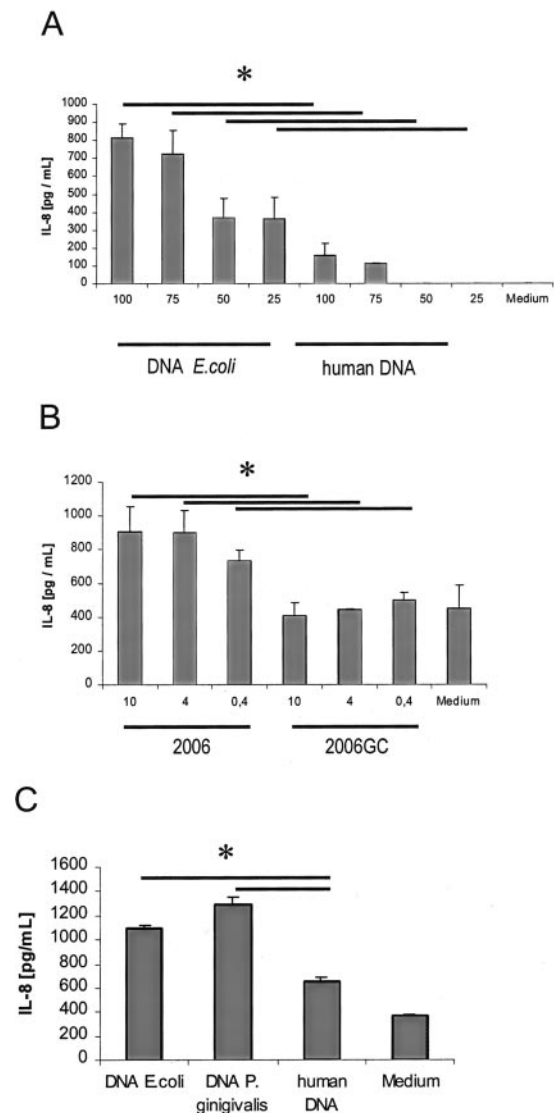 A
*
IL-8 [pg / mL]
1000
900
800
700
600
500
400
300
200
100
0
100 75 50 25 100 75 50 25 Medium
DNA E.coli human DNA
B
*
IL-8 [pg / mL]
1200
1000
800
600
400
200
0
10 4 0,4 10 4 0,4 Medium
2006 2006GC
C
*
IL-8 [pg/mL]
1600
1400
1200
1000
800
600
400
200
0
DNA E.coli DNA P. human Medium
ginigivalis DNA